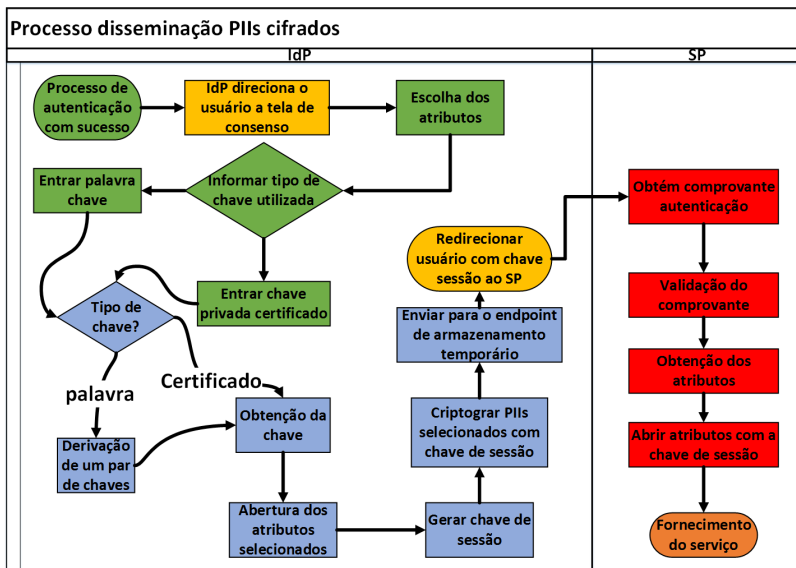 Processo disseminação PIIs cifrados
IdP
SP
Processo de
autenticação
com sucesso
IdP direciona o
usuário a tela de
consenso
Escolha dos
atributos
Informar tipo de
chave utilizada
Entrar palavra
chave
Entrar chave
privada certificado
Tipo de
chave?
palavra
Certificado
Derivação
de um par
de chaves
Obtenção da
chave
Abertura dos
atributos
selecionados
Gerar chave de
sessão
Criptograr PIIs
selecionados com
chave de sessão
Enviar para o endpoint
de armazenamento
temporário
Redirecionar
usuário com chave
sessão ao SP
Obtém comprovante
autenticação
Validação do
comprovante
Obtenção dos
atributos
Abrir atributos com a
chave de sessão
Fornecimento
do serviço